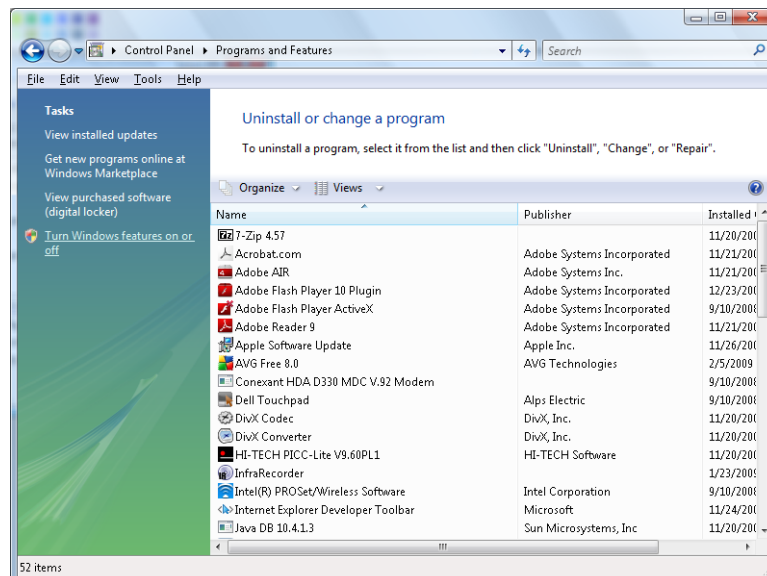 Control Panel ▸ Programs and Features
Search
File Edit View Tools Help
Tasks
View installed updates
Get new programs online at
Windows Marketplace
View purchased software
(digital locker)
Turn Windows features on or
off
Uninstall or change a program
To uninstall a program, select it from the list and then click "Uninstall", "Change", or "Repair".
Organize Views
Name Publisher Installed
7-Zip 4.57 11/20/200
Acrobat.com Adobe Systems Incorporated 11/21/200
Adobe AIR Adobe Systems Inc. 11/21/200
Adobe Flash Player 10 Plugin Adobe Systems Incorporated 12/23/200
Adobe Flash Player ActiveX Adobe Systems Incorporated 9/10/2008
Adobe Reader 9 Adobe Systems Incorporated 11/21/200
Apple Software Update Apple Inc. 11/26/200
AVG Free 8.0 AVG Technologies 2/5/2009
Conexant HDA D330 MDC V.92 Modem 9/10/2008
Dell Touchpad Alps Electric 9/10/2008
DivX Codec DivX, Inc. 11/20/200
DivX Converter DivX, Inc. 11/20/200
HI-TECH PICC-Lite V9.60PL1 HI-TECH Software 11/20/200
InfraRecorder 1/23/2009
Intel(R) PROSet/Wireless Software Intel Corporation 9/10/2008
Internet Explorer Developer Toolbar Microsoft 11/24/200
Java DB 10.4.1.3 Sun Microsystems, Inc 11/20/200
52 items